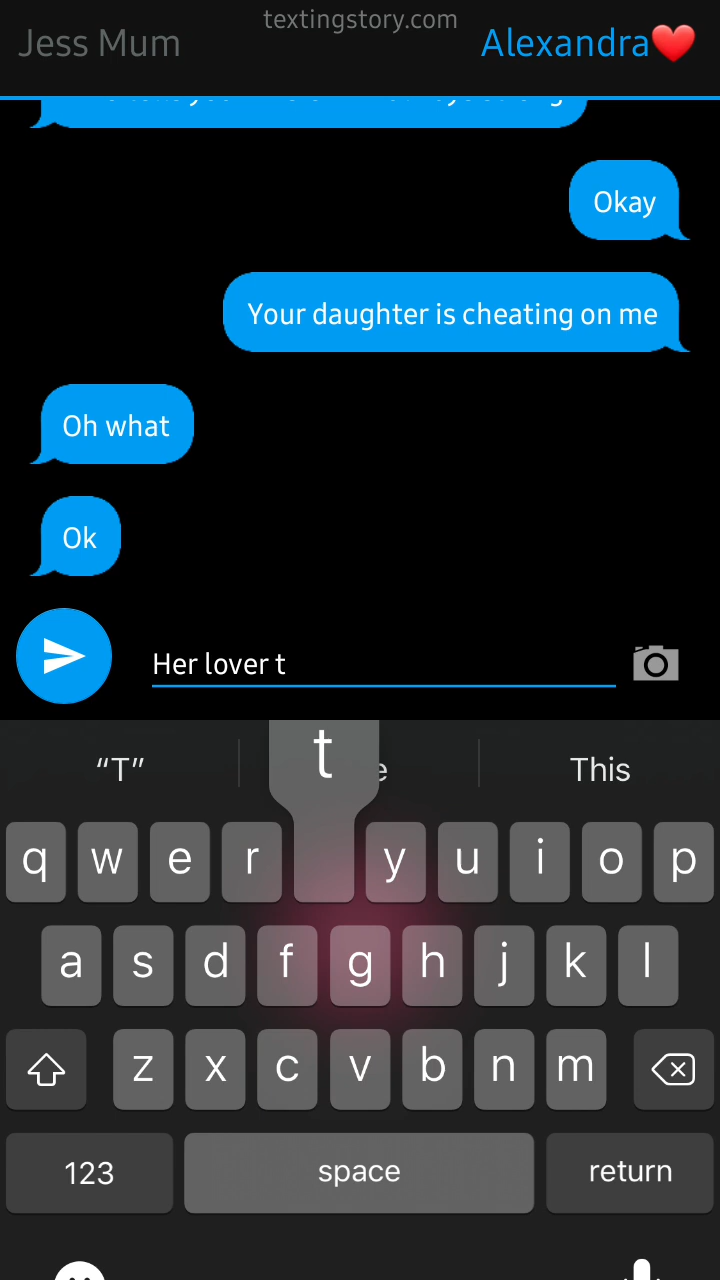 textingstory.com
Jess Mum
Alexandra❤️
Okay
Your daughter is cheating on me
Oh what
Ok
Her lover t
“T”
This
t
q w e r y u i o p
a s d f g h j k l
z x c v b n m
123 space return